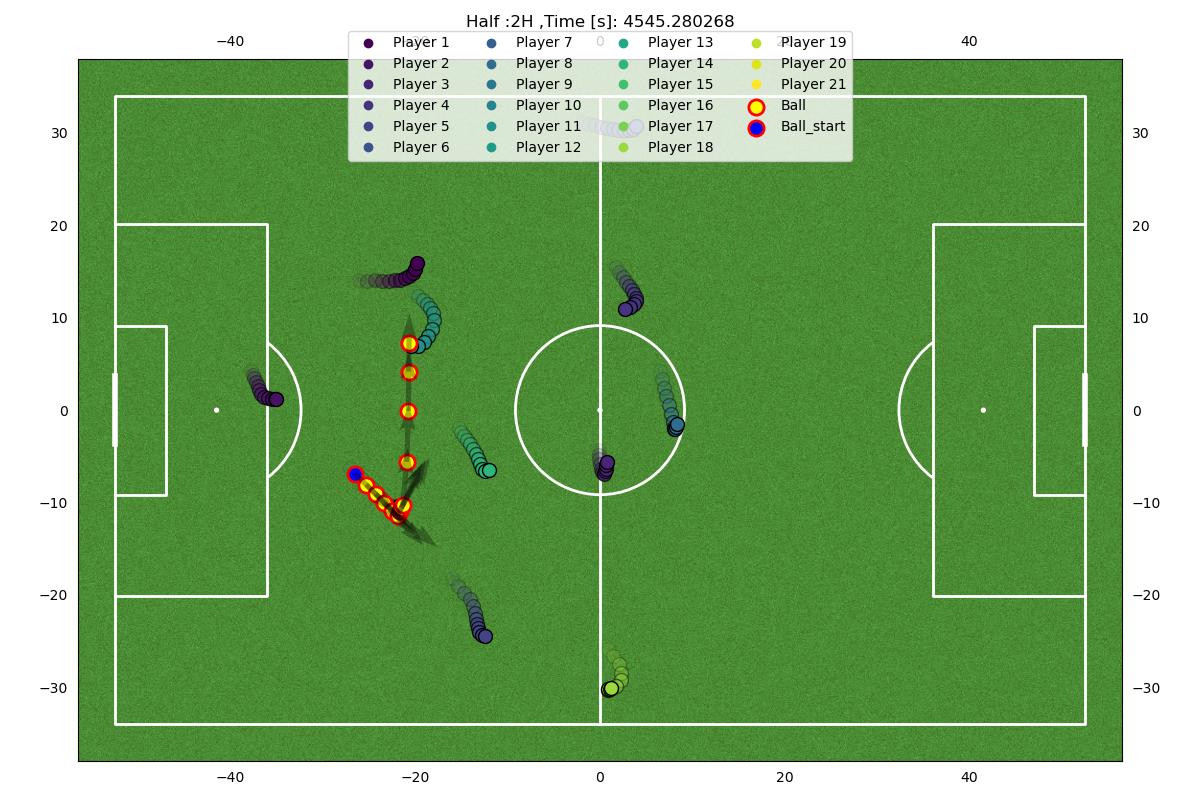 Half :2H ,Time [s]: 4545.280268
−40 −20 0 20 40
Player 1 Player 7 Player 13 Player 19
Player 2 Player 8 Player 14 Player 20
Player 3 Player 9 Player 15 Player 21
Player 4 Player 10 Player 16 Ball
Player 5 Player 11 Player 17 Ball_start
Player 6 Player 12 Player 18
30 30
20 20
10 10
0 0
−10 −10
−20 −20
−30 −30
−40 −20 0 20 40